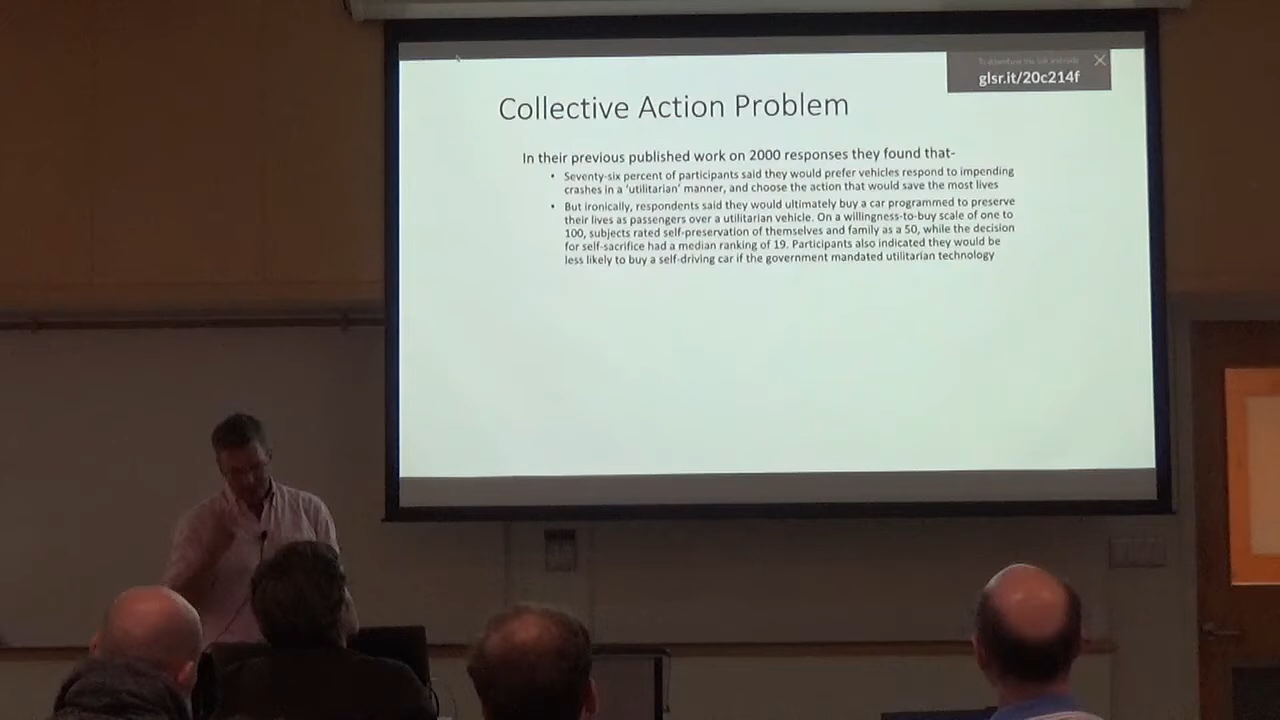 glsr.it/20c214f
Collective Action Problem
In their previous published work on 2000 responses they found that-
• Seventy-six percent of participants said they would prefer vehicles respond to impending
crashes in a 'utilitarian' manner, and choose the action that would save the most lives
• But ironically, respondents said they would ultimately buy a car programmed to preserve
their lives as passengers over a utilitarian vehicle. On a willingness-to-buy scale of one to
100, subjects rated self-preservation of themselves and family as a 50, while the decision
for self-sacrifice had a median ranking of 19. Participants also indicated they would be
less likely to buy a self-driving car if the government mandated utilitarian technology